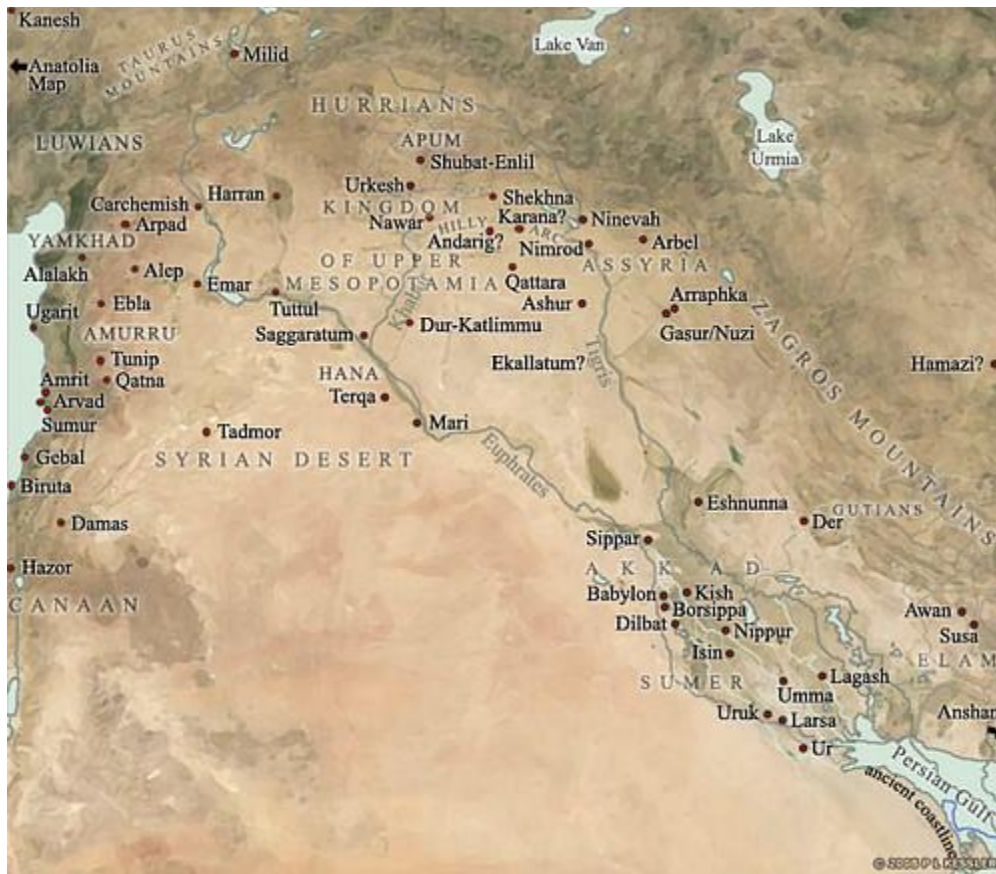 Kanesh
Anatolia
Map
TAURUS
MOUNTAINS
Milid
Lake Van
HURRIANS
LUWIANS
APUM
Shubat-Enlil
Lake
Urmia
Urkesh
Harran
Shekhna
Carchemish
KINGDOM
Karana?
Ninevah
Arpad
Nawar
HILLY
ARC
YAMKHAD
Andarig?
Nimrod
Arbel
OF UPPER
Alalakh
Alep
ASSYRIA
MESOPOTAMIA
Qattara
Emar
Tuttul
Ugarit
Ebla
Ashur
Arraphka
Gasur/Nuzi
ZAGROS MOUNTAINS
AMURRU
Saggaratum
Dur-Katlimmu
Tigris
Tunip
Ekallatum?
Hamazi?
Amrit
Qatna
HANA
Arvad
Terqa
Sumur
Mari
Tadmor
Gebal
SYRIAN DESERT
Euphrales
Biruta
Eshnunna
Damas
Der
GUTIANS
Sippar
Hazor
AKKAD
CANAAN
Babylon
Kish
Borsippa
Awan
Dilbat
Nippur
Susa
Isin
ELAM
Lagash
SUMER
Umma
Uruk
Larsa
Anshan
Ur
Persian Gulf
ancient coastline
© 2008 P L KESSLER